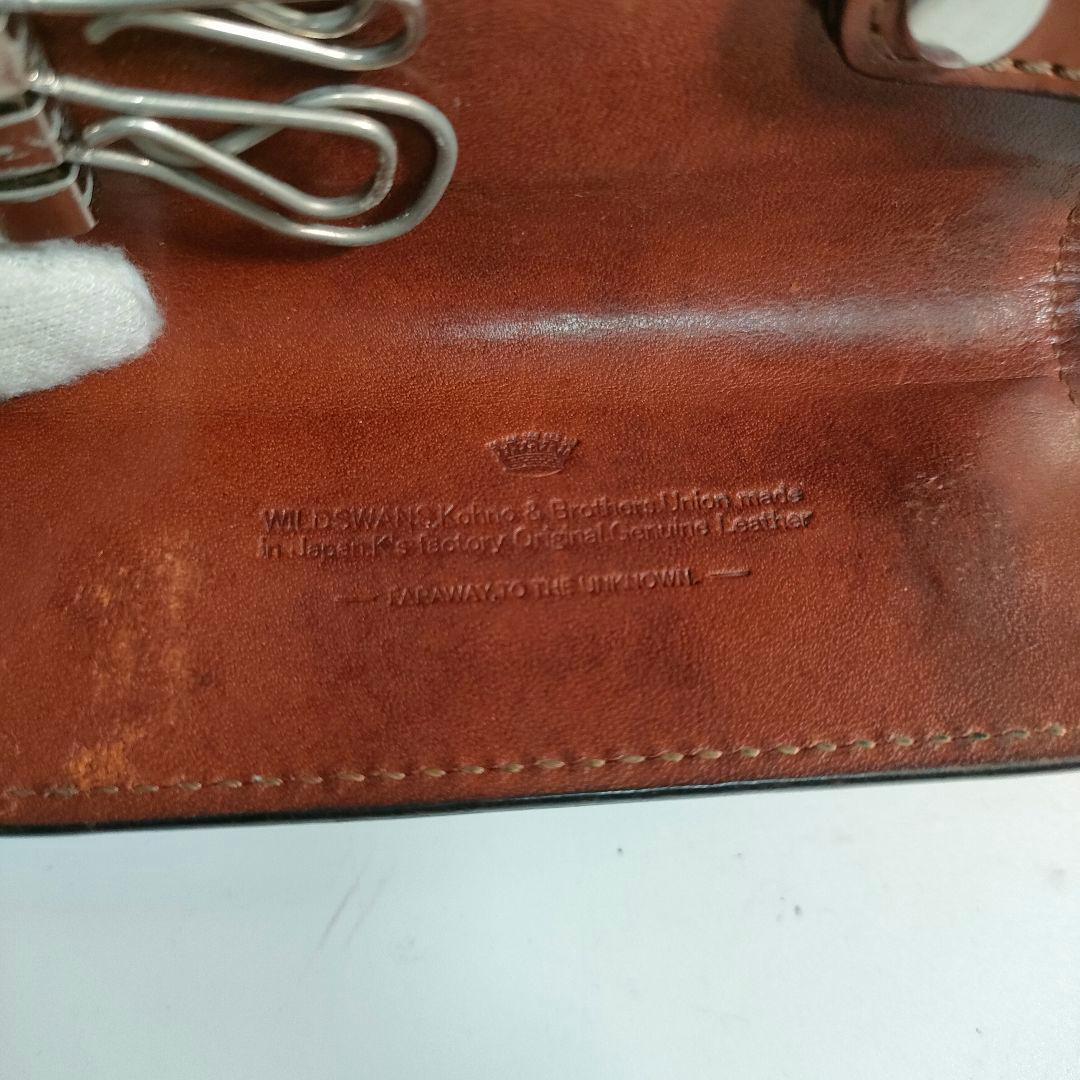 WILDSWANS,Kohno & Brothers.Union,made
in Japan.K's factory Original.Genuine Leather
FARAWAY,TO THE UNKNOWN.